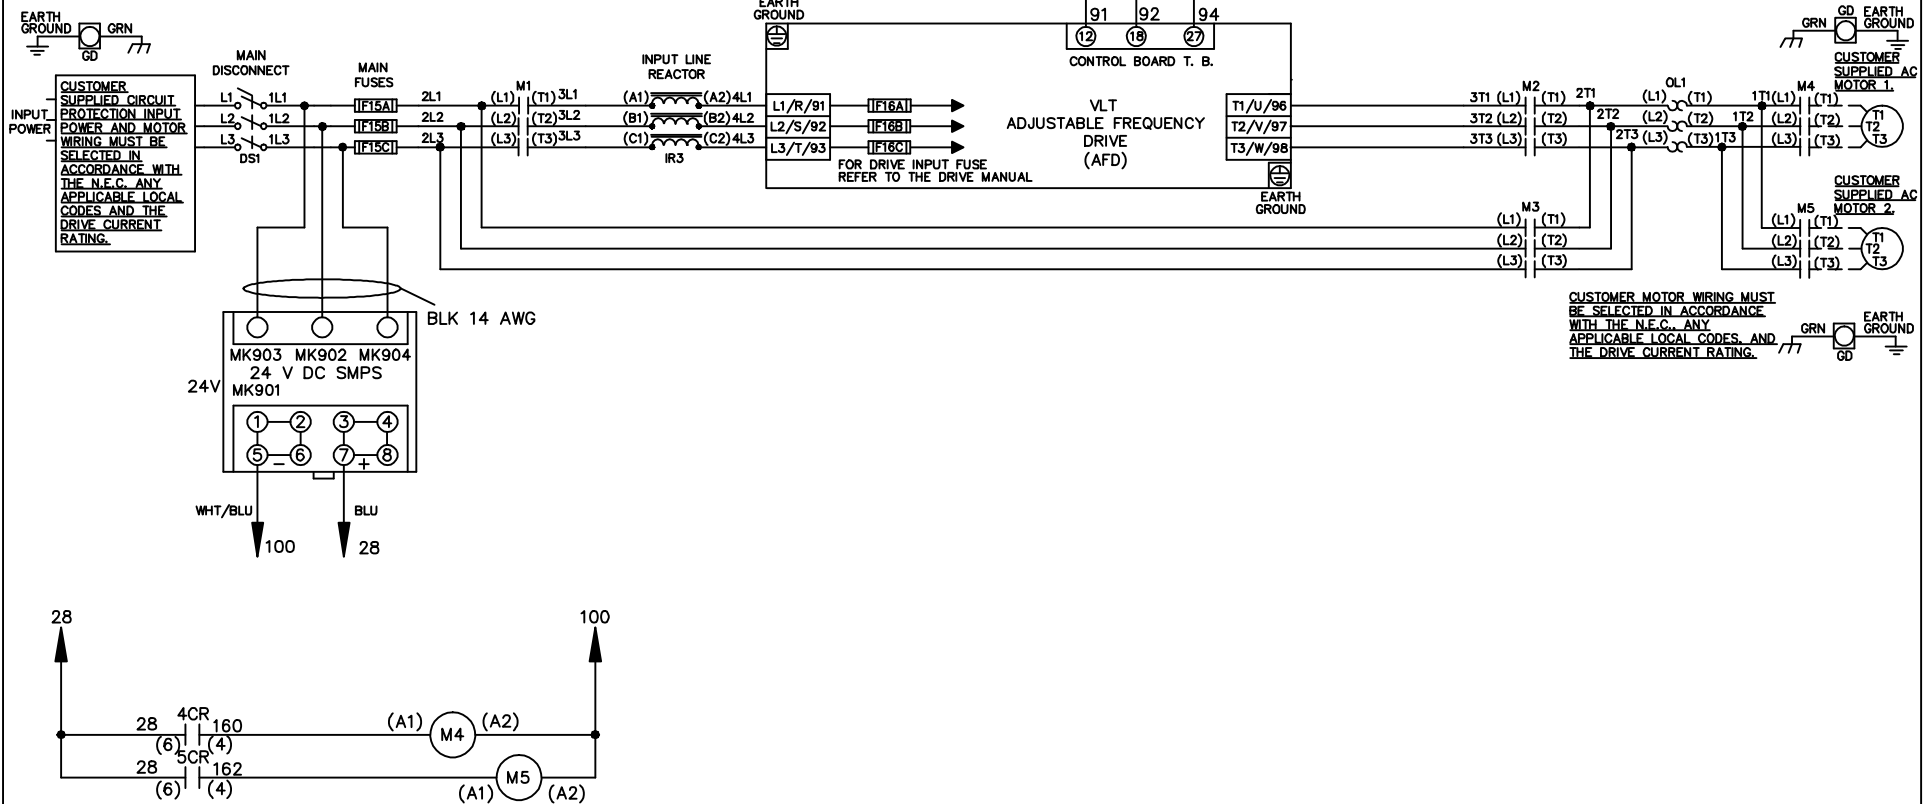 EARTH
GROUND
GRN
GD
MAIN
DISCONNECT
MAIN
FUSES
INPUT LINE
REACTOR
EARTH
GROUND
91
92
94
12
18
27
CONTROL BOARD T. B.
GD
EARTH
GROUND
GRN
INPUT
POWER
CUSTOMER
SUPPLIED CIRCUIT
PROTECTION INPUT
POWER AND MOTOR
WIRING MUST BE
SELECTED IN
ACCORDANCE WITH
THE N.E.C. ANY
APPLICABLE LOCAL
CODES AND THE
DRIVE CURRENT
RATING.
L1
1L1
L2
1L2
L3
1L3
DS1
F15A
F15B
F15C
2L1
2L2
2L3
M1
(L1) (T1) 3L1
(L2) (T2) 3L2
(L3) (T3) 3L3
(A1) (A2) 4L1
(B1) (B2) 4L2
(C1) (C2) 4L3
IR3
L1/R/91
L2/S/92
L3/T/93
F16A
F16B
F16C
FOR DRIVE INPUT FUSE
REFER TO THE DRIVE MANUAL
VLT
ADJUSTABLE FREQUENCY
DRIVE
(AFD)
T1/U/96
T2/V/97
T3/W/98
EARTH
GROUND
M2
3T1 (L1) (T1) 2T1
3T2 (L2) (T2) 2T2
3T3 (L3) (T3) 2T3
OL1
(L1) (T1) 1T1
(L2) (T2) 1T2
(L3) (T3) 1T3
M4
(L1) (T1)
(L2) (T2)
(L3) (T3)
CUSTOMER
SUPPLIED AC
MOTOR 1.
T1
T2
T3
M3
(L1) (T1)
(L2) (T2)
(L3) (T3)
M5
(L1) (T1)
(L2) (T2)
(L3) (T3)
CUSTOMER
SUPPLIED AC
MOTOR 2.
T1
T2
T3
CUSTOMER MOTOR WIRING MUST
BE SELECTED IN ACCORDANCE
WITH THE N.E.C., ANY
APPLICABLE LOCAL CODES, AND
THE DRIVE CURRENT RATING.
GRN
GD
EARTH
GROUND
BLK 14 AWG
MK903 MK902 MK904
24 V DC SMPS
24V
MK901
1 2 3 4
5 6 7 8
- +
WHT/BLU
BLU
100
28
28
100
4CR
28 160
(6) (4)
(A1) M4 (A2)
5CR
28 162
(6) (4)
(A1) M5 (A2)